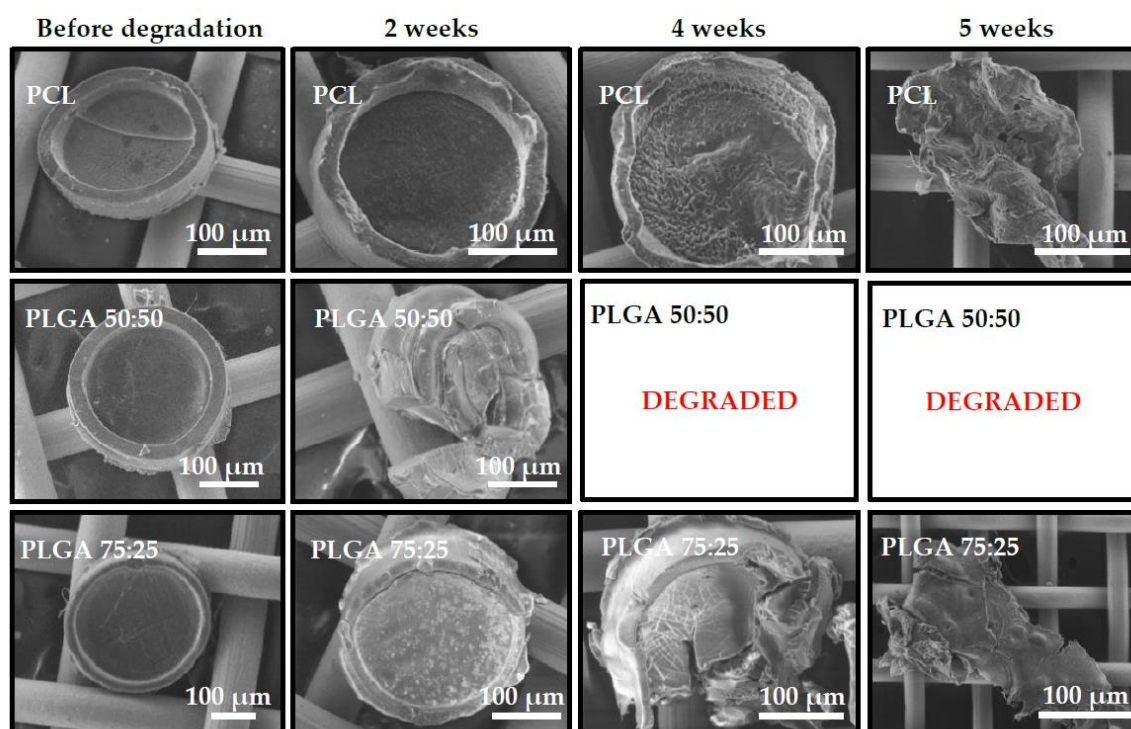 Before degradation
2 weeks
4 weeks
5 weeks
PCL
100 μm
PCL
100 μm
PCL
100 μm
PCL
100 μm
PLGA 50:50
100 μm
PLGA 50:50
100 μm
PLGA 50:50
DEGRADED
PLGA 50:50
DEGRADED
PLGA 75:25
100 μm
PLGA 75:25
100 μm
PLGA 75:25
100 μm
PLGA 75:25
100 μm